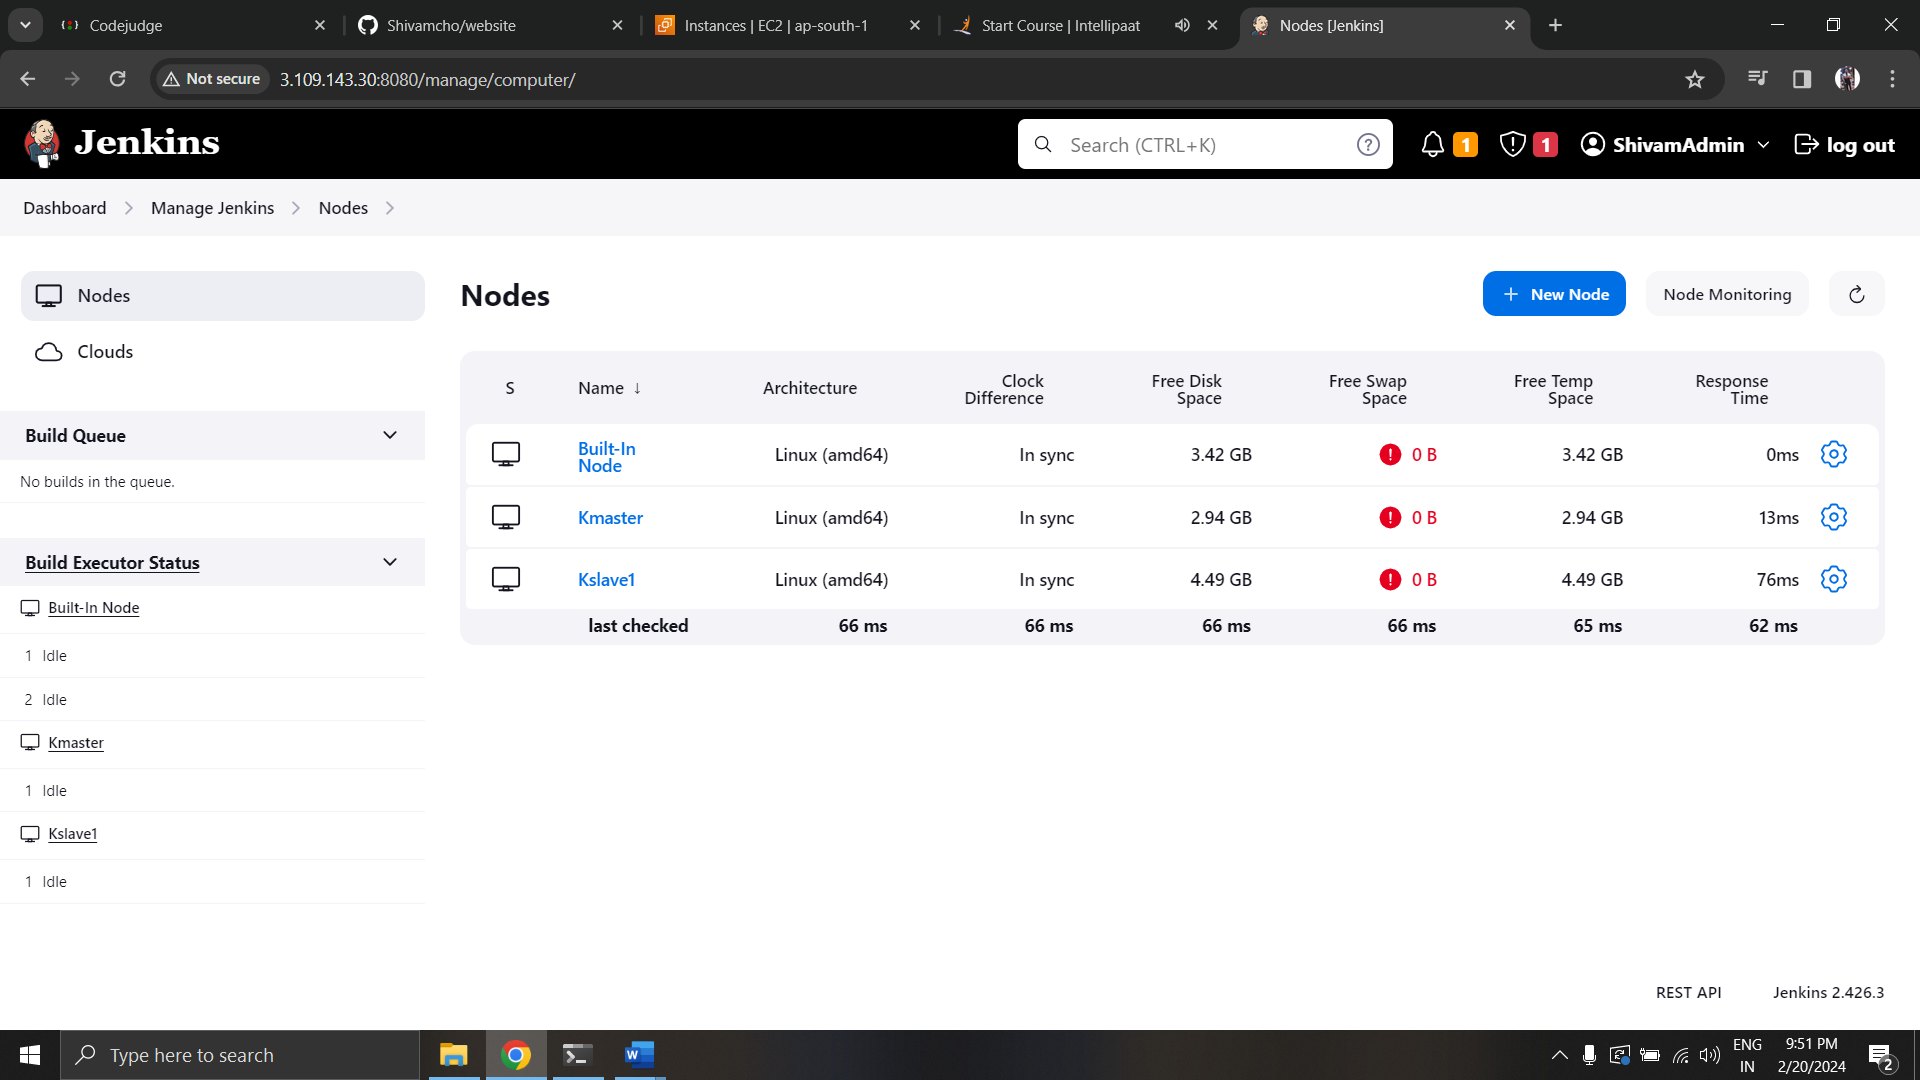 Codejudge
Shivamcho/website
Instances | EC2 | ap-south-1
Start Course | Intellipaat
Nodes [Jenkins]
Not secure
3.109.143.30:8080/manage/computer/
Jenkins
Search (CTRL+K)
?
1
1
ShivamAdmin
log out
Dashboard
Manage Jenkins
Nodes
Nodes
Clouds
Build Queue
No builds in the queue.
Build Executor Status
Built-In Node
1 Idle
2 Idle
Kmaster
1 Idle
Kslave1
1 Idle
Nodes
+ New Node
Node Monitoring
S Name ↓ Architecture Clock Difference Free Disk Space Free Swap Space Free Temp Space Response Time
Built-In Node Linux (amd64) In sync 3.42 GB ! 0 B 3.42 GB 0ms
Kmaster Linux (amd64) In sync 2.94 GB ! 0 B 2.94 GB 13ms
Kslave1 Linux (amd64) In sync 4.49 GB ! 0 B 4.49 GB 76ms
last checked 66 ms 66 ms 66 ms 66 ms 65 ms 62 ms
REST API
Jenkins 2.426.3
Type here to search
W
ENG
IN
9:51 PM
2/20/2024
2